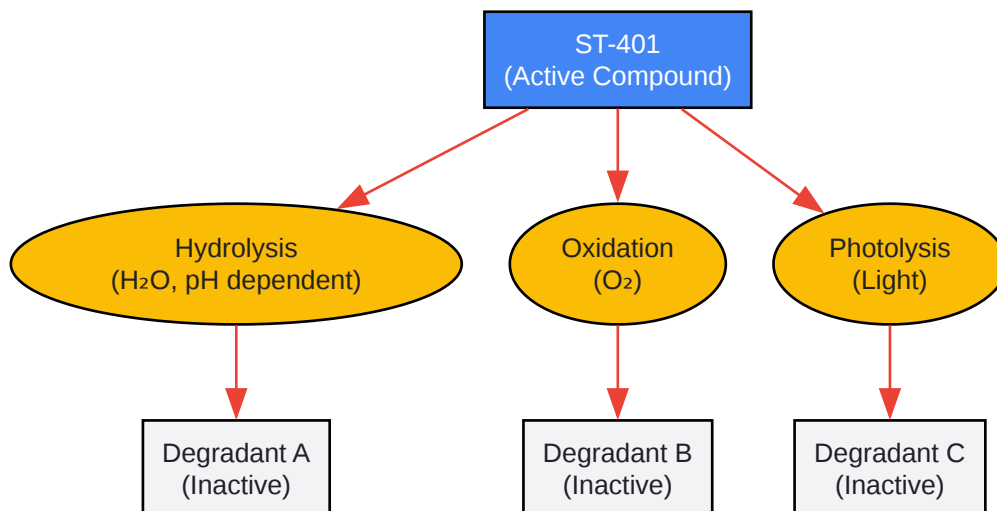 ST-401
(Active Compound)
Hydrolysis
(H₂O, pH dependent)
Oxidation
(O₂)
Photolysis
(Light)
Degradant A
(Inactive)
Degradant B
(Inactive)
Degradant C
(Inactive)